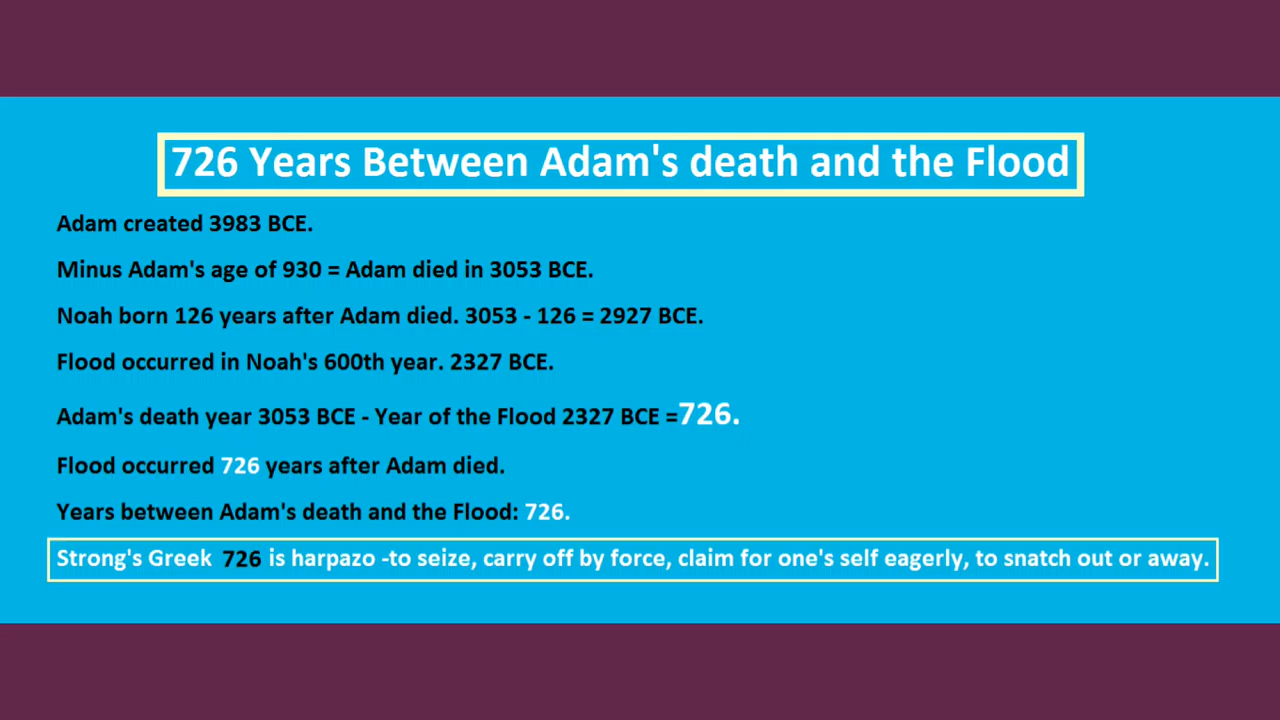 726 Years Between Adam's death and the Flood
Adam created 3983 BCE.
Minus Adam's age of 930 = Adam died in 3053 BCE.
Noah born 126 years after Adam died. 3053 - 126 = 2927 BCE.
Flood occurred in Noah's 600th year. 2327 BCE.
Adam's death year 3053 BCE - Year of the Flood 2327 BCE =726.
Flood occurred 726 years after Adam died.
Years between Adam's death and the Flood: 726.
Strong's Greek 726 is harpazo -to seize, carry off by force, claim for one's self eagerly, to snatch out or away.